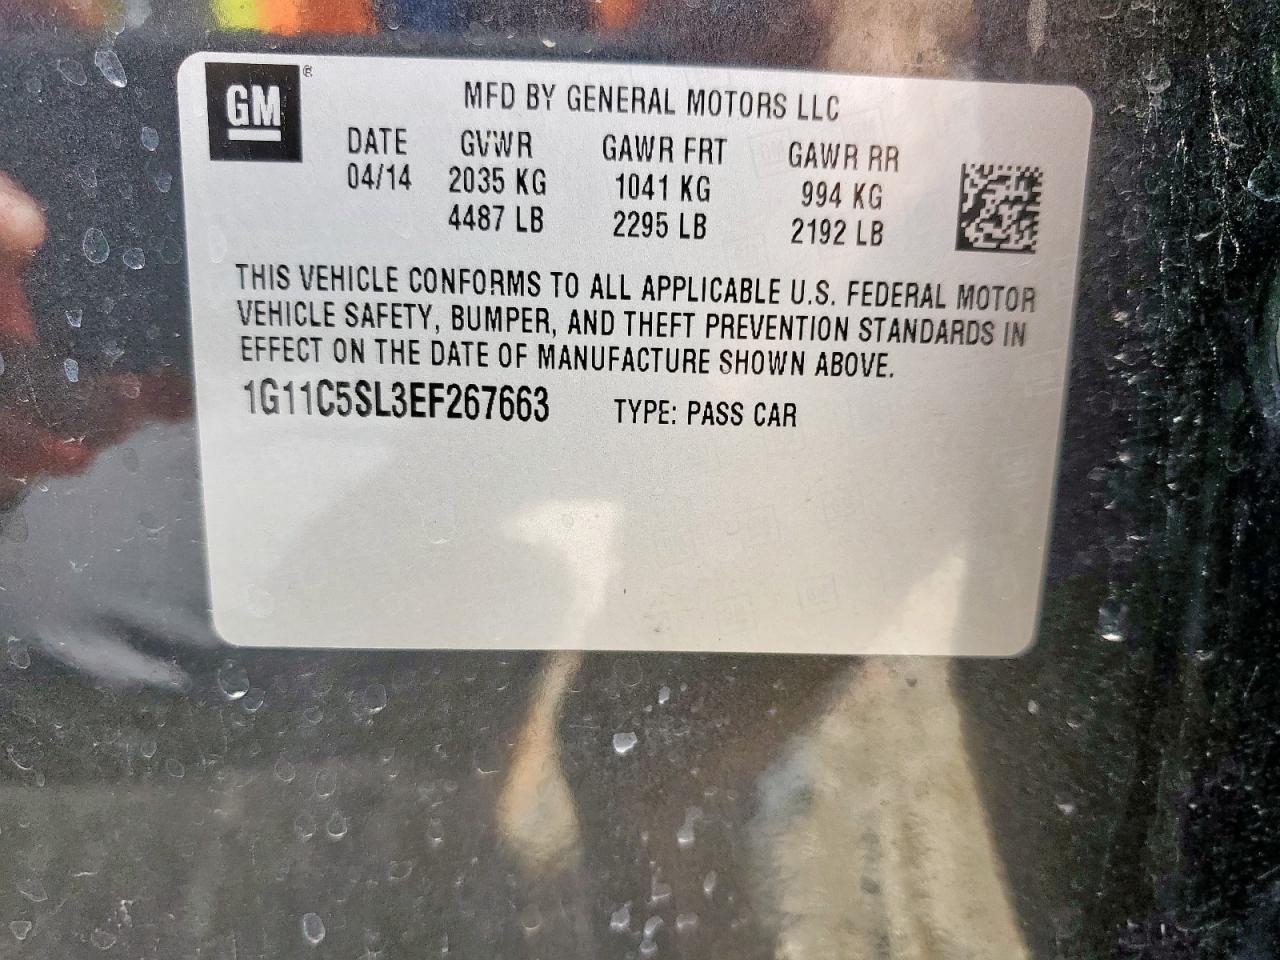 GM ®
MFD BY GENERAL MOTORS LLC
DATE GVWR GAWR FRT GAWR RR
04/14 2035 KG 1041 KG 994 KG
4487 LB 2295 LB 2192 LB
THIS VEHICLE CONFORMS TO ALL APPLICABLE U.S. FEDERAL MOTOR
VEHICLE SAFETY, BUMPER, AND THEFT PREVENTION STANDARDS IN
EFFECT ON THE DATE OF MANUFACTURE SHOWN ABOVE.
1G11C5SL3EF267663 TYPE: PASS CAR